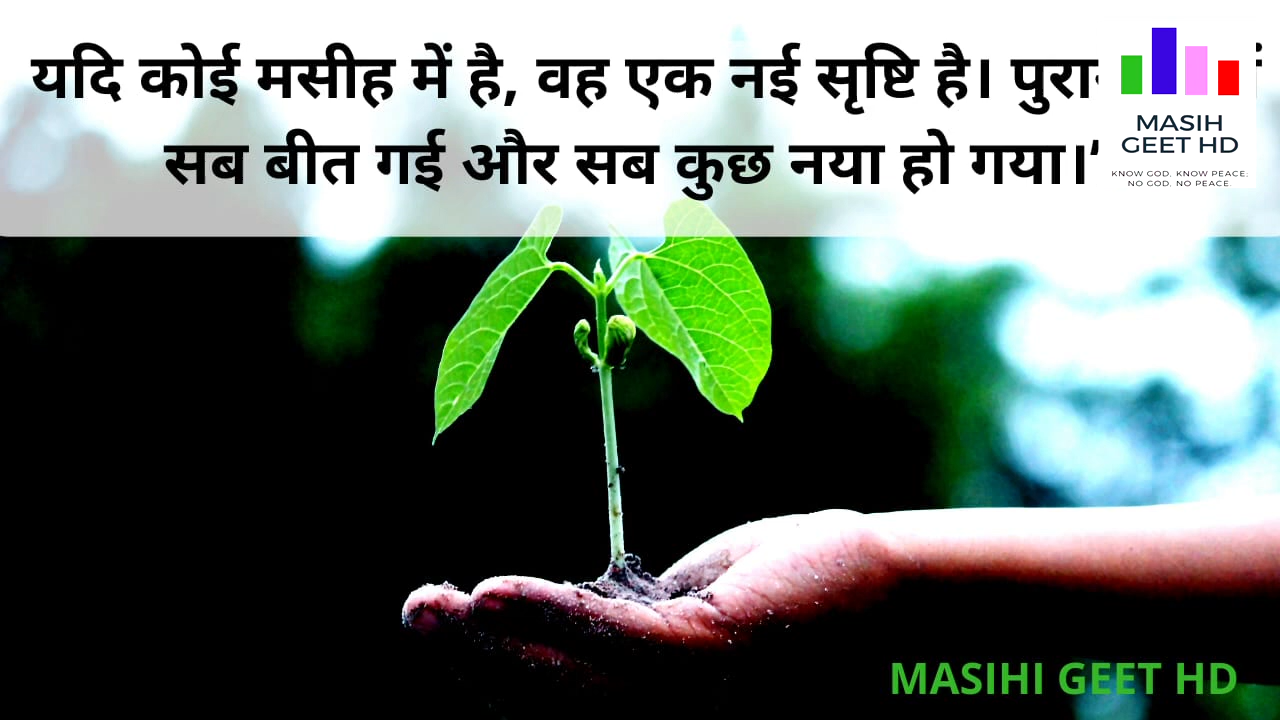 यदि कोई मसीह में है, वह एक नई सृष्टि है।
सब बीत गई और सब कुछ नया हो गया।
MASIH
GEET HD
KNOW GOD, KNOW PEACE;
NO GOD, NO PEACE.
MASIHI GEET HD